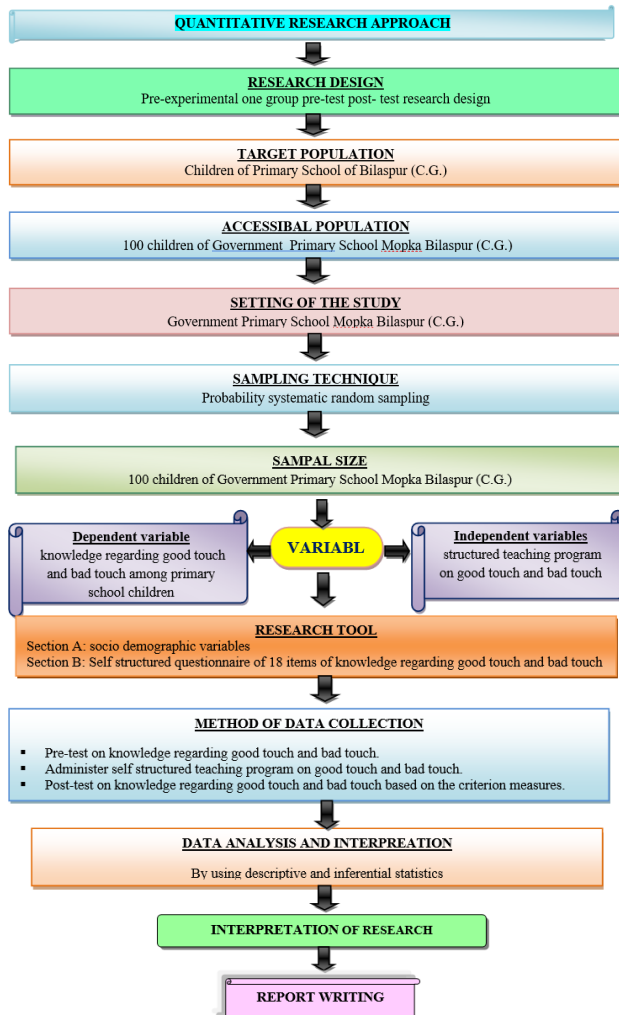 QUANTITATIVE RESEARCH APPROACH
RESEARCH DESIGN
Pre-experimental one group pre-test post- test research design
TARGET POPULATION
Children of Primary School of Bilaspur (C.G.)
ACCESSIBAL POPULATION
100 children of Government Primary School Mopka Bilaspur (C.G.)
SETTING OF THE STUDY
Government Primary School Mopka Bilaspur (C.G.)
SAMPLING TECHNIQUE
Probability systematic random sampling
SAMPAL SIZE
100 children of Government Primary School Mopka Bilaspur (C.G.)
Dependent variable
knowledge regarding good touch
and bad touch among primary
school children
VARIABL
Independent variables
structured teaching program
on good touch and bad touch
RESEARCH TOOL
Section A: socio demographic variables
Section B: Self structured questionnaire of 18 items of knowledge regarding good touch and bad touch
METHOD OF DATA COLLECTION
▪ Pre-test on knowledge regarding good touch and bad touch.
▪ Administer self structured teaching program on good touch and bad touch.
▪ Post-test on knowledge regarding good touch and bad touch based on the criterion measures.
DATA ANALYSIS AND INTERPREATION
By using descriptive and inferential statistics
INTERPRETATION OF RESEARCH
REPORT WRITING